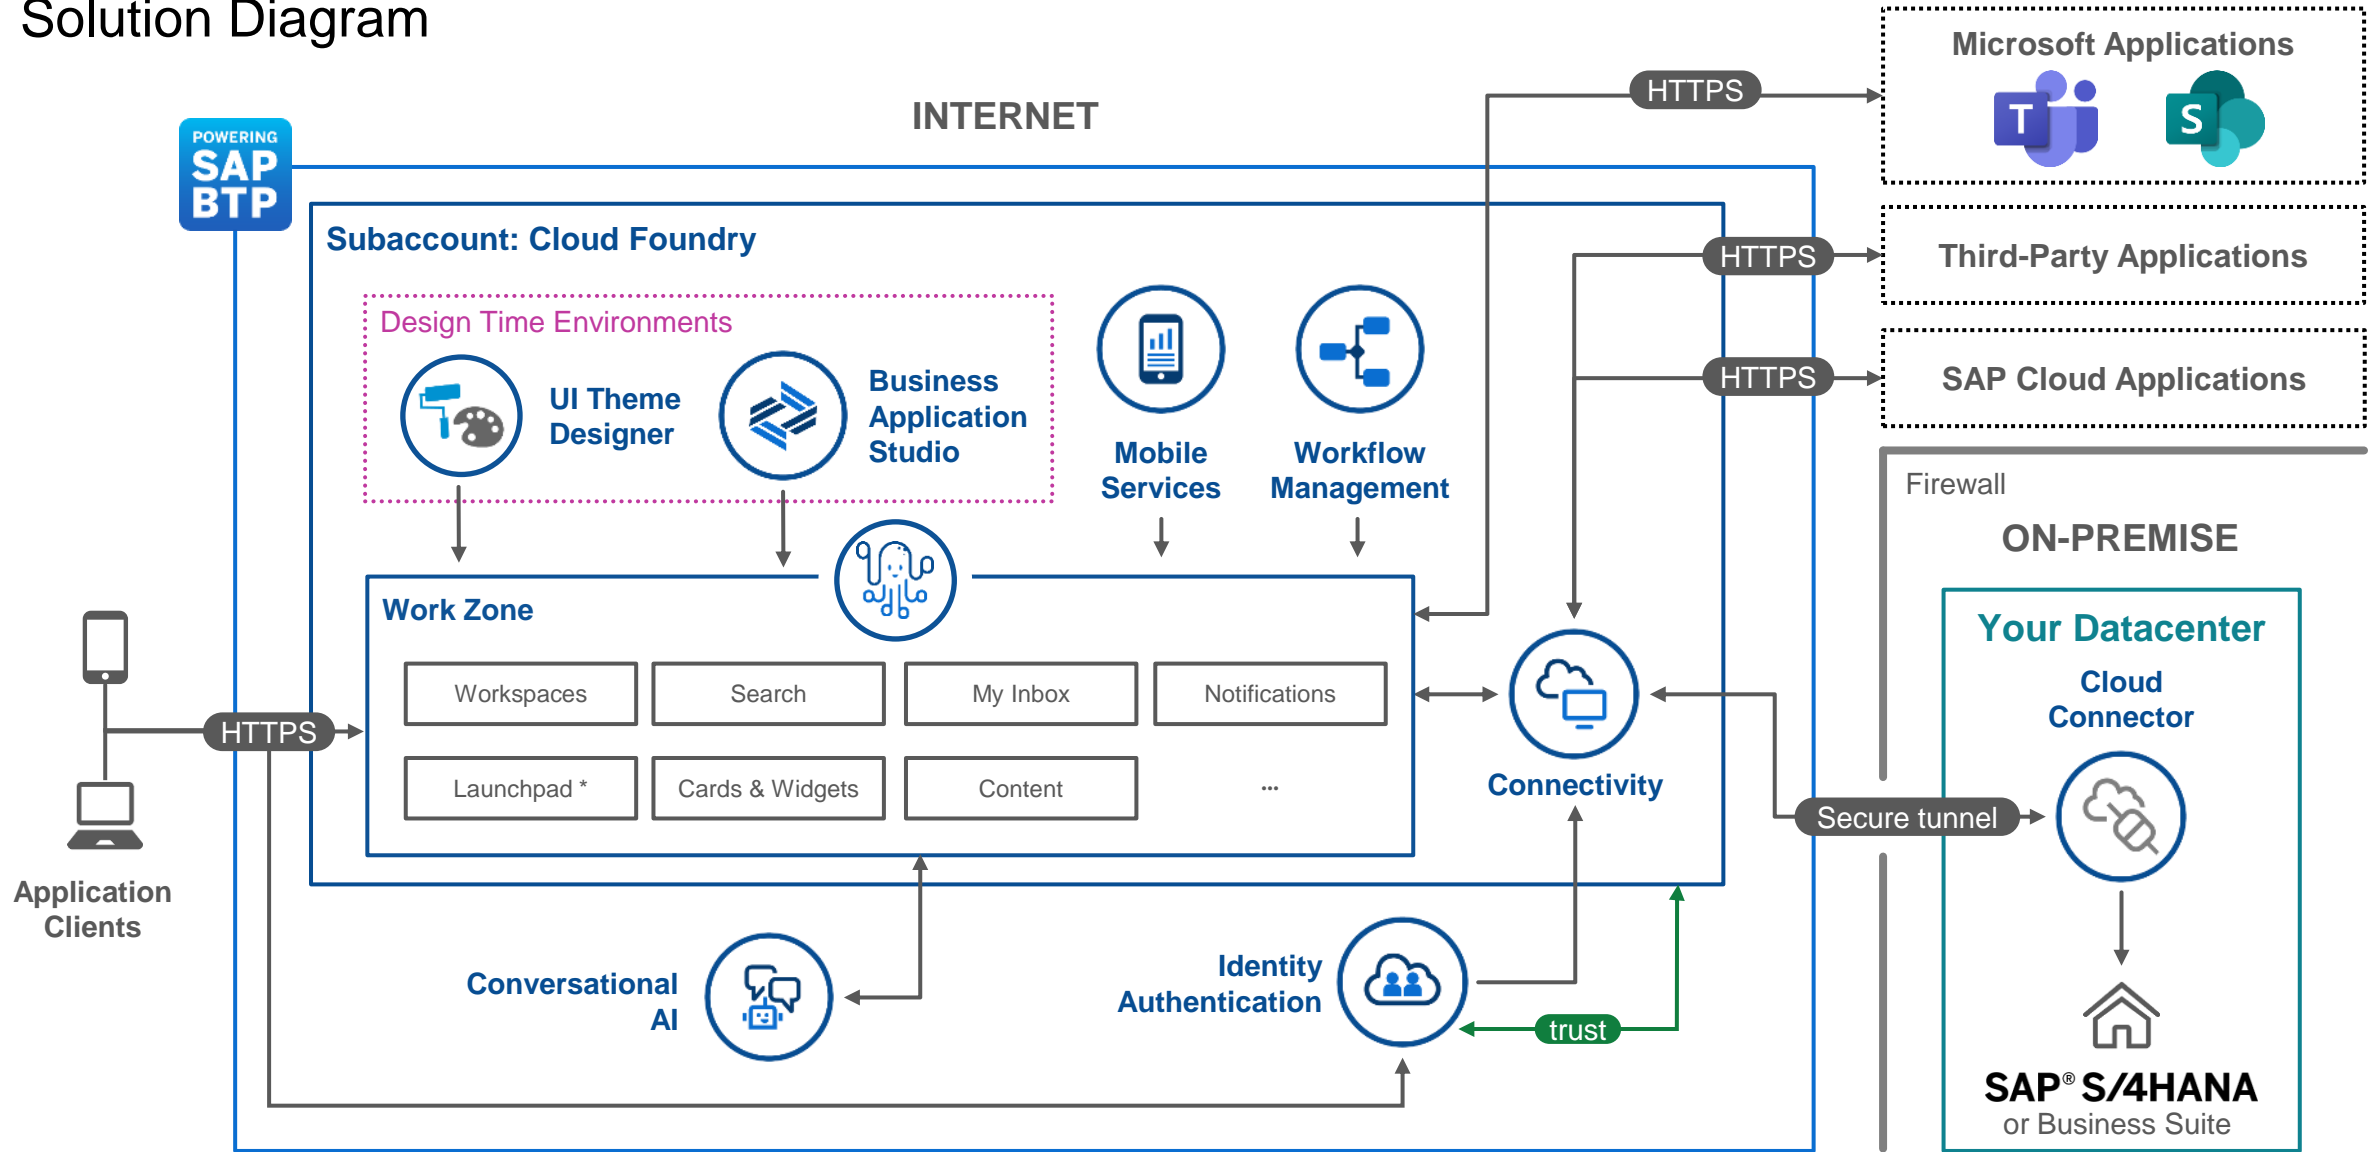 Solution Diagram
INTERNET
POWERING
SAP
BTP
Subaccount: Cloud Foundry
Design Time Environments
UI Theme
Designer
Business
Application
Studio
Mobile
Services
Workflow
Management
Work Zone
Workspaces
Search
My Inbox
Notifications
Launchpad *
Cards & Widgets
Content
...
HTTPS
Application
Clients
Connectivity
Conversational
AI
Identity
Authentication
trust
HTTPS
HTTPS
HTTPS
Microsoft Applications
T
S
Third-Party Applications
SAP Cloud Applications
Firewall
ON-PREMISE
Your Datacenter
Cloud
Connector
Secure tunnel
SAP® S/4HANA
or Business Suite